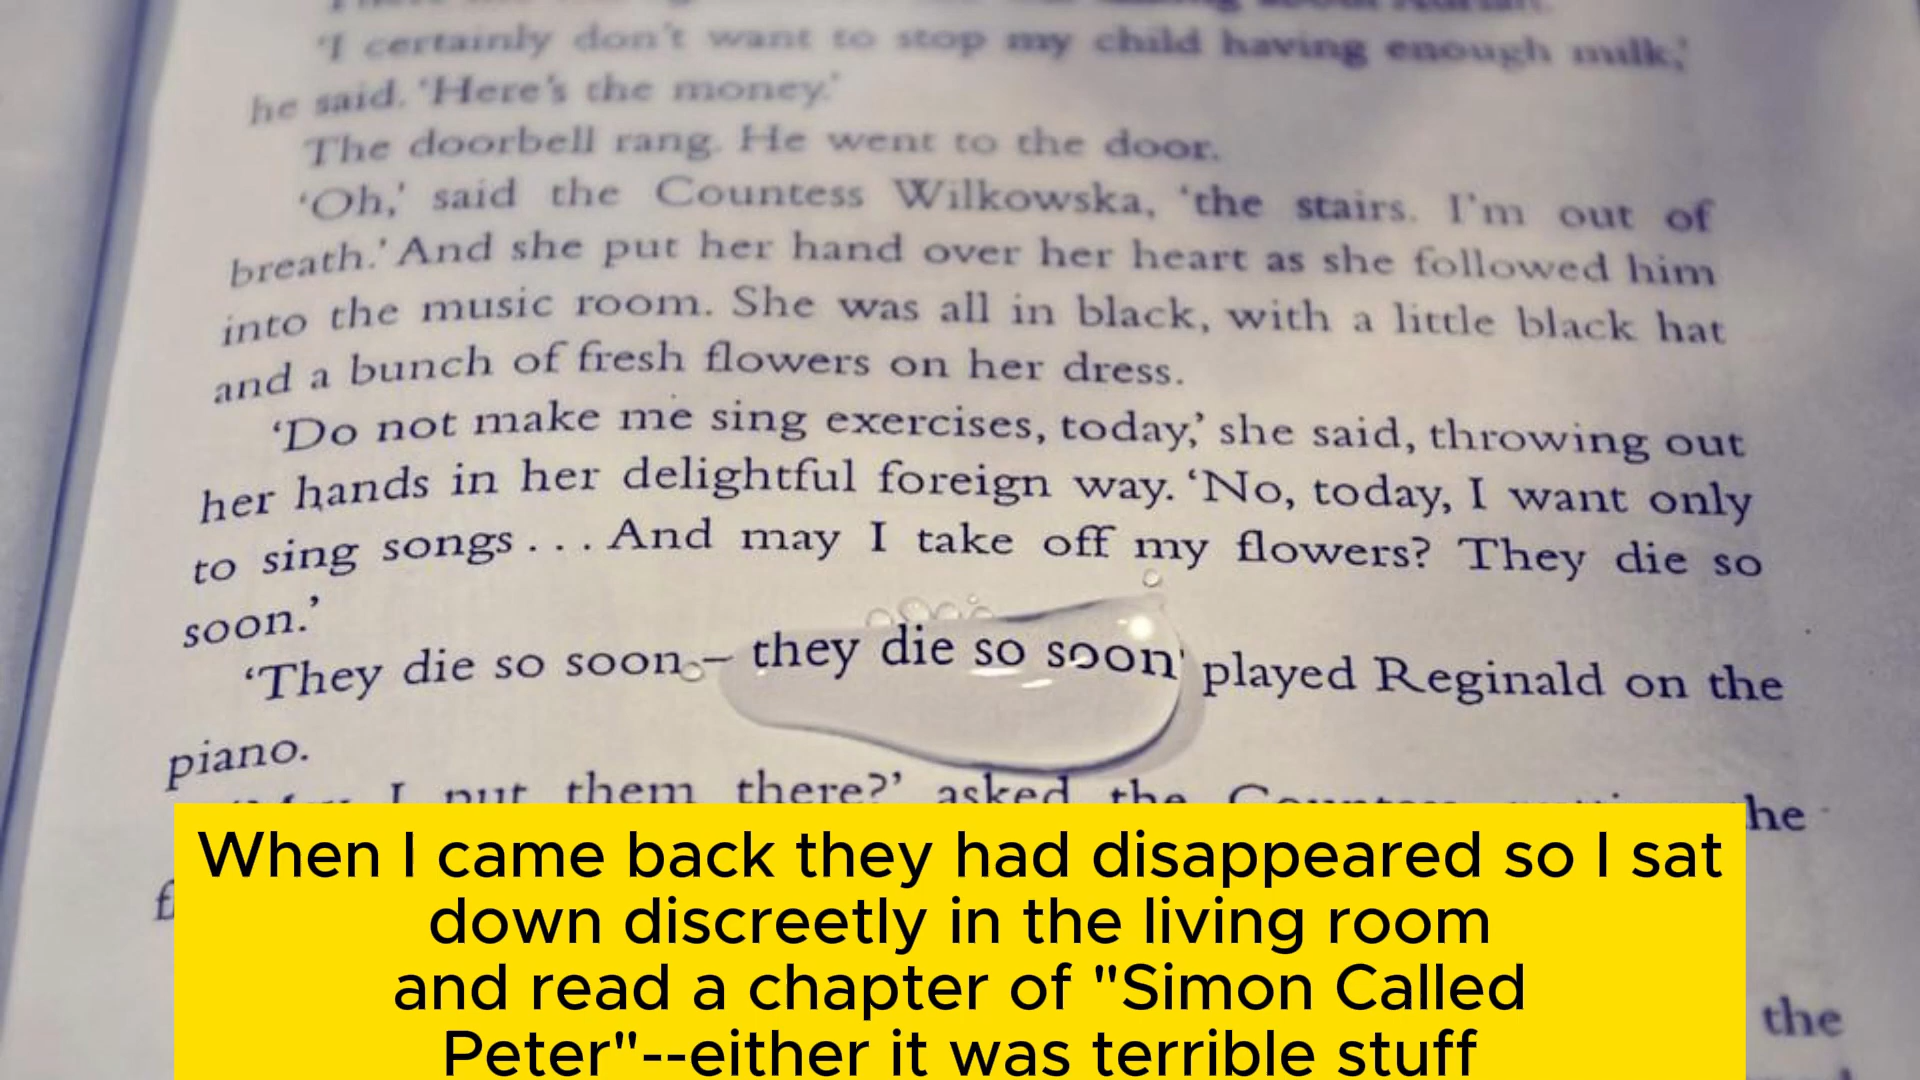 'I certainly don't want to stop my child having enough milk,'
he said. 'Here's the money.'
The doorbell rang. He went to the door.
'Oh,' said the Countess Wilkowska, 'the stairs. I'm out of
breath.' And she put her hand over her heart as she followed him
into the music room. She was all in black, with a little black hat
and a bunch of fresh flowers on her dress.
'Do not make me sing exercises, today,' she said, throwing out
her hands in her delightful foreign way. 'No, today, I want only
to sing songs . . . And may I take off my flowers? They die so
soon.'
'They die so soon – they die so soon' played Reginald on the
piano.
I put them there?' asked the
he
the
When I came back they had disappeared so I sat
down discreetly in the living room
and read a chapter of "Simon Called
Peter"--either it was terrible stuff